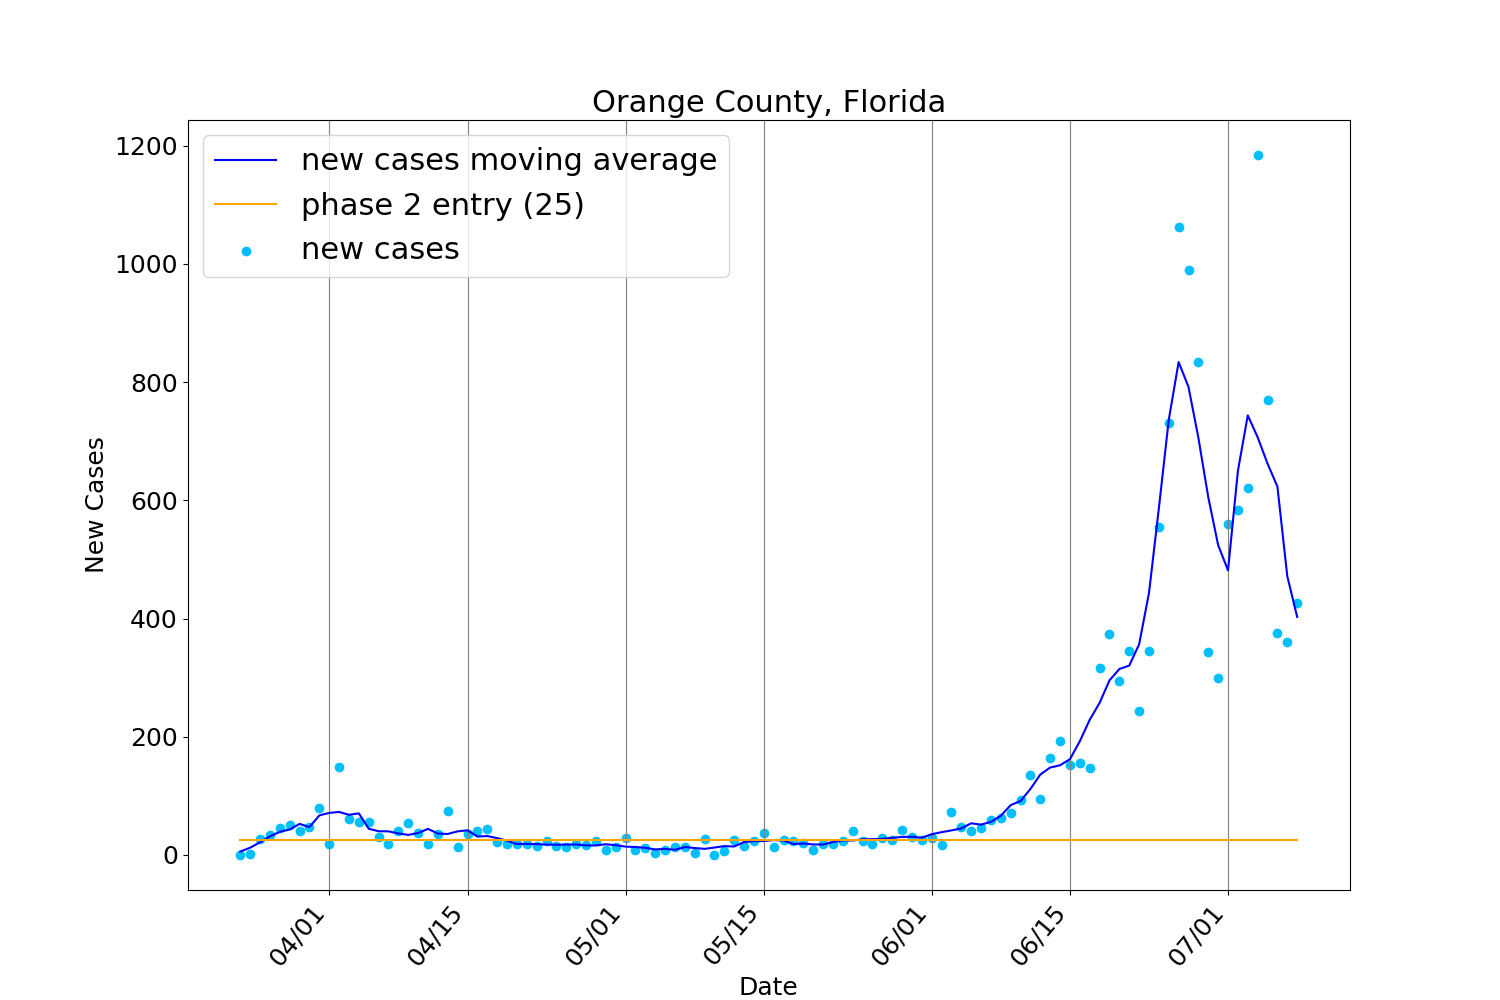 Orange County, Florida
new cases moving average
phase 2 entry (25)
new cases
1200
1000
800
600
400
200
0
New Cases
04/01
04/15
05/01
05/15
06/01
06/15
07/01
Date